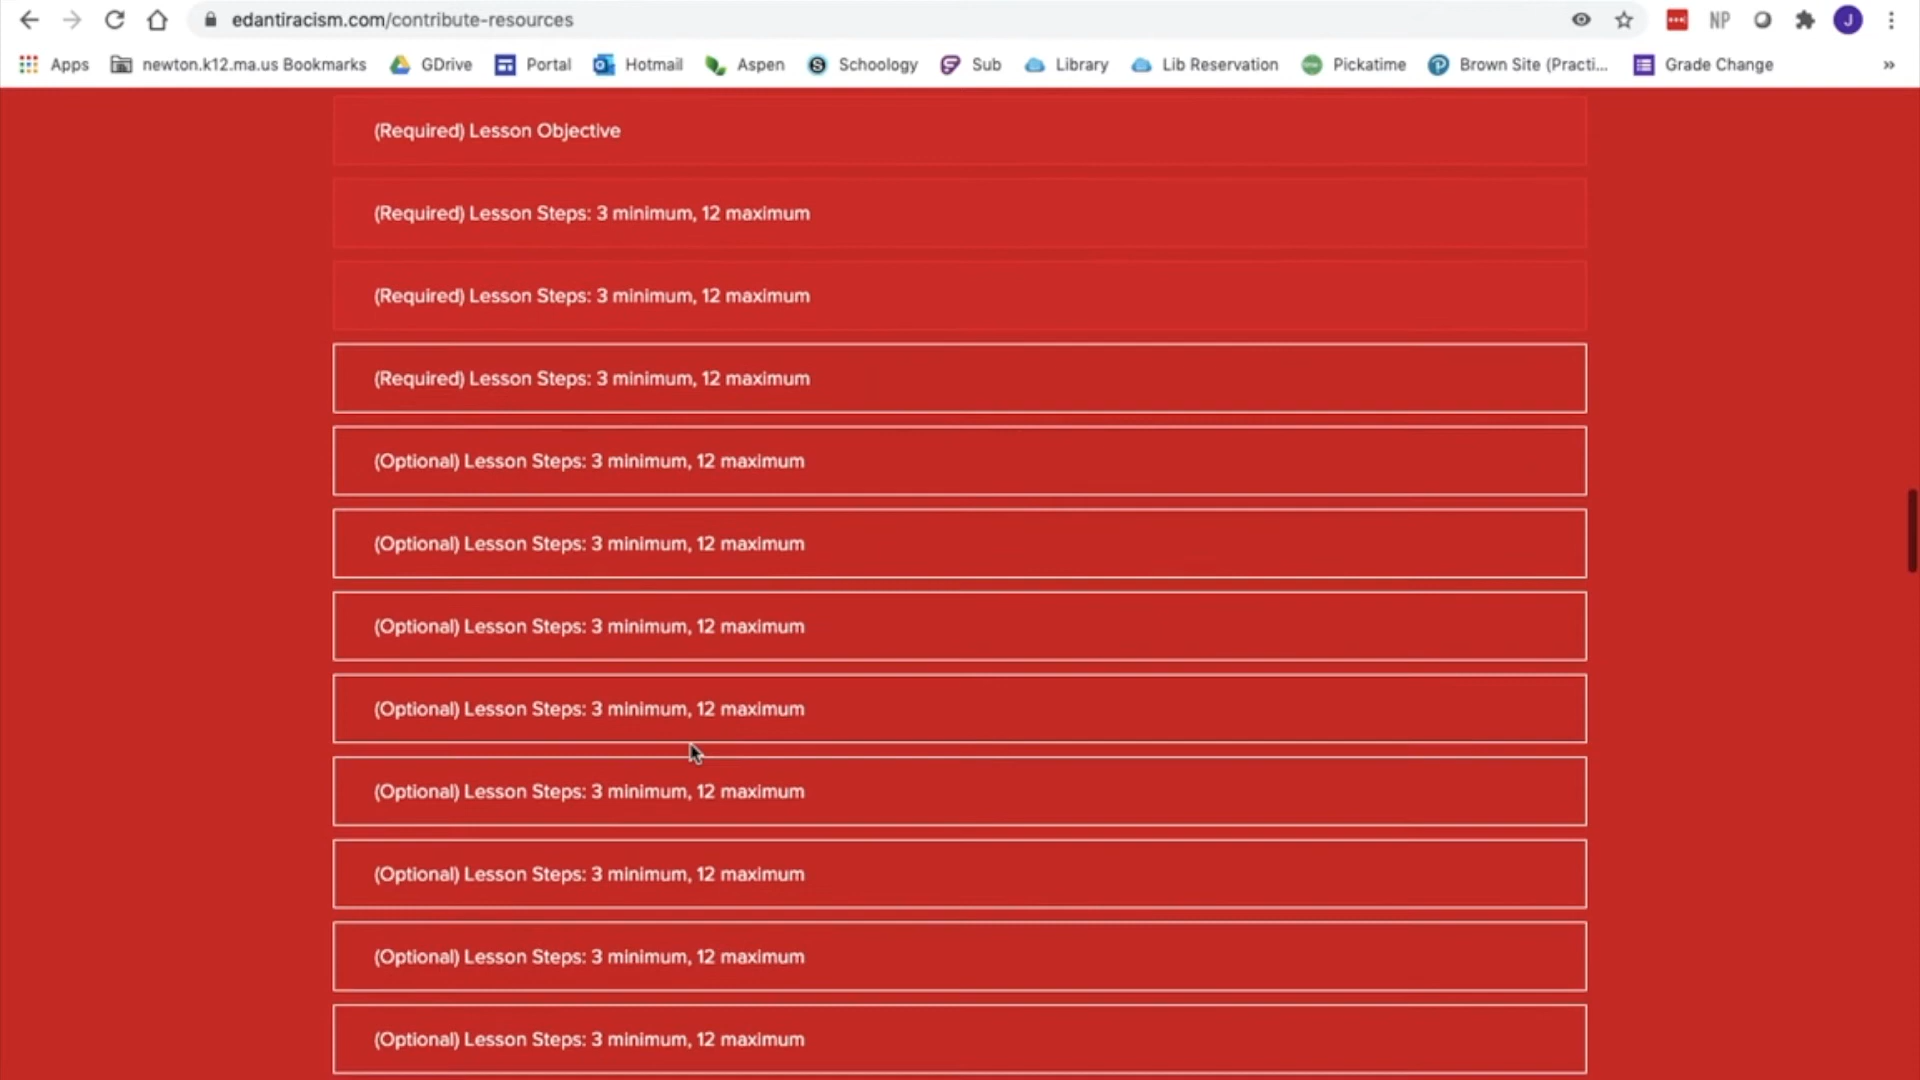 edantiracism.com/contribute-resources
NP
J
Apps newton.k12.ma.us Bookmarks GDrive Portal Hotmail Aspen Schoology Sub Library Lib Reservation Pickatime Brown Site (Practi... Grade Change »
(Required) Lesson Objective
(Required) Lesson Steps: 3 minimum, 12 maximum
(Required) Lesson Steps: 3 minimum, 12 maximum
(Required) Lesson Steps: 3 minimum, 12 maximum
(Optional) Lesson Steps: 3 minimum, 12 maximum
(Optional) Lesson Steps: 3 minimum, 12 maximum
(Optional) Lesson Steps: 3 minimum, 12 maximum
(Optional) Lesson Steps: 3 minimum, 12 maximum
(Optional) Lesson Steps: 3 minimum, 12 maximum
(Optional) Lesson Steps: 3 minimum, 12 maximum
(Optional) Lesson Steps: 3 minimum, 12 maximum
(Optional) Lesson Steps: 3 minimum, 12 maximum